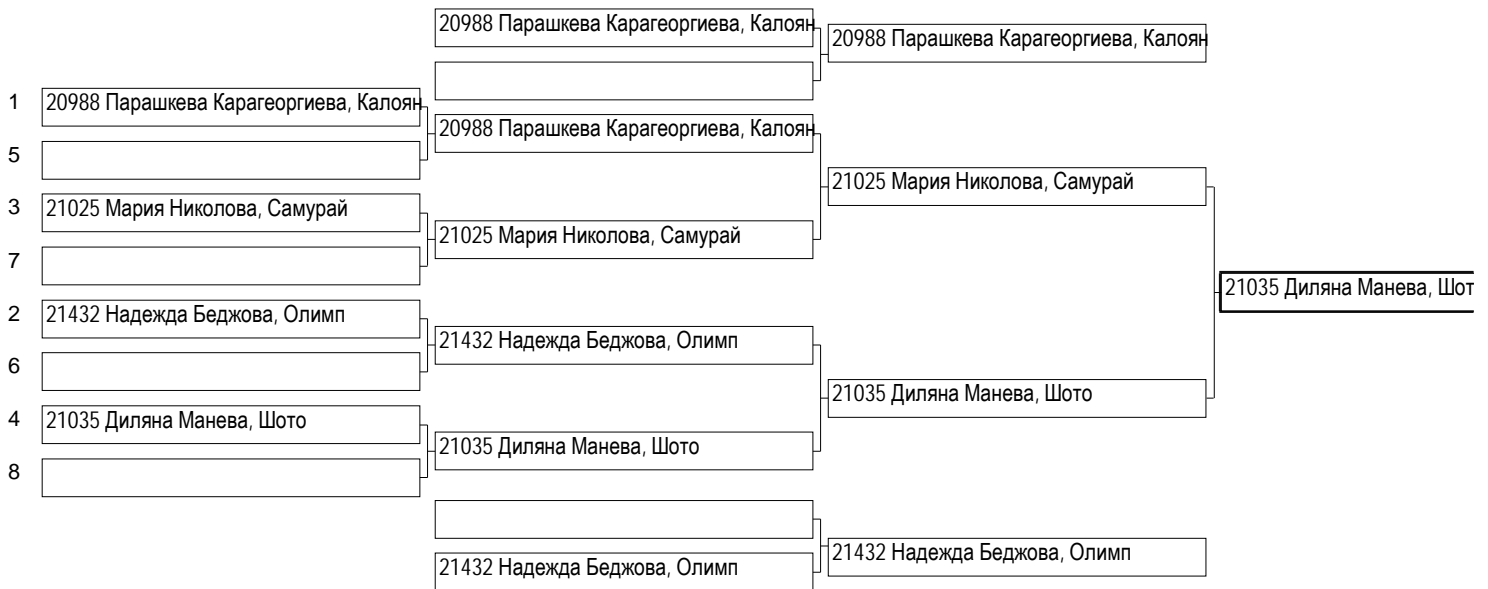 20988 Парашкева Карагеоргиева, Калоян
20988 Парашкева Карагеоргиева, Калоян
1 20988 Парашкева Карагеоргиева, Калоян
20988 Парашкева Карагеоргиева, Калоян
5
21025 Мария Николова, Самурай
3 21025 Мария Николова, Самурай
21025 Мария Николова, Самурай
7
21035 Диляна Манева, Шот
2 21432 Надежда Беджова, Олимп
21432 Надежда Беджова, Олимп
6
21035 Диляна Манева, Шото
4 21035 Диляна Манева, Шото
21035 Диляна Манева, Шото
8
21432 Надежда Беджова, Олимп
21432 Надежда Беджова, Олимп